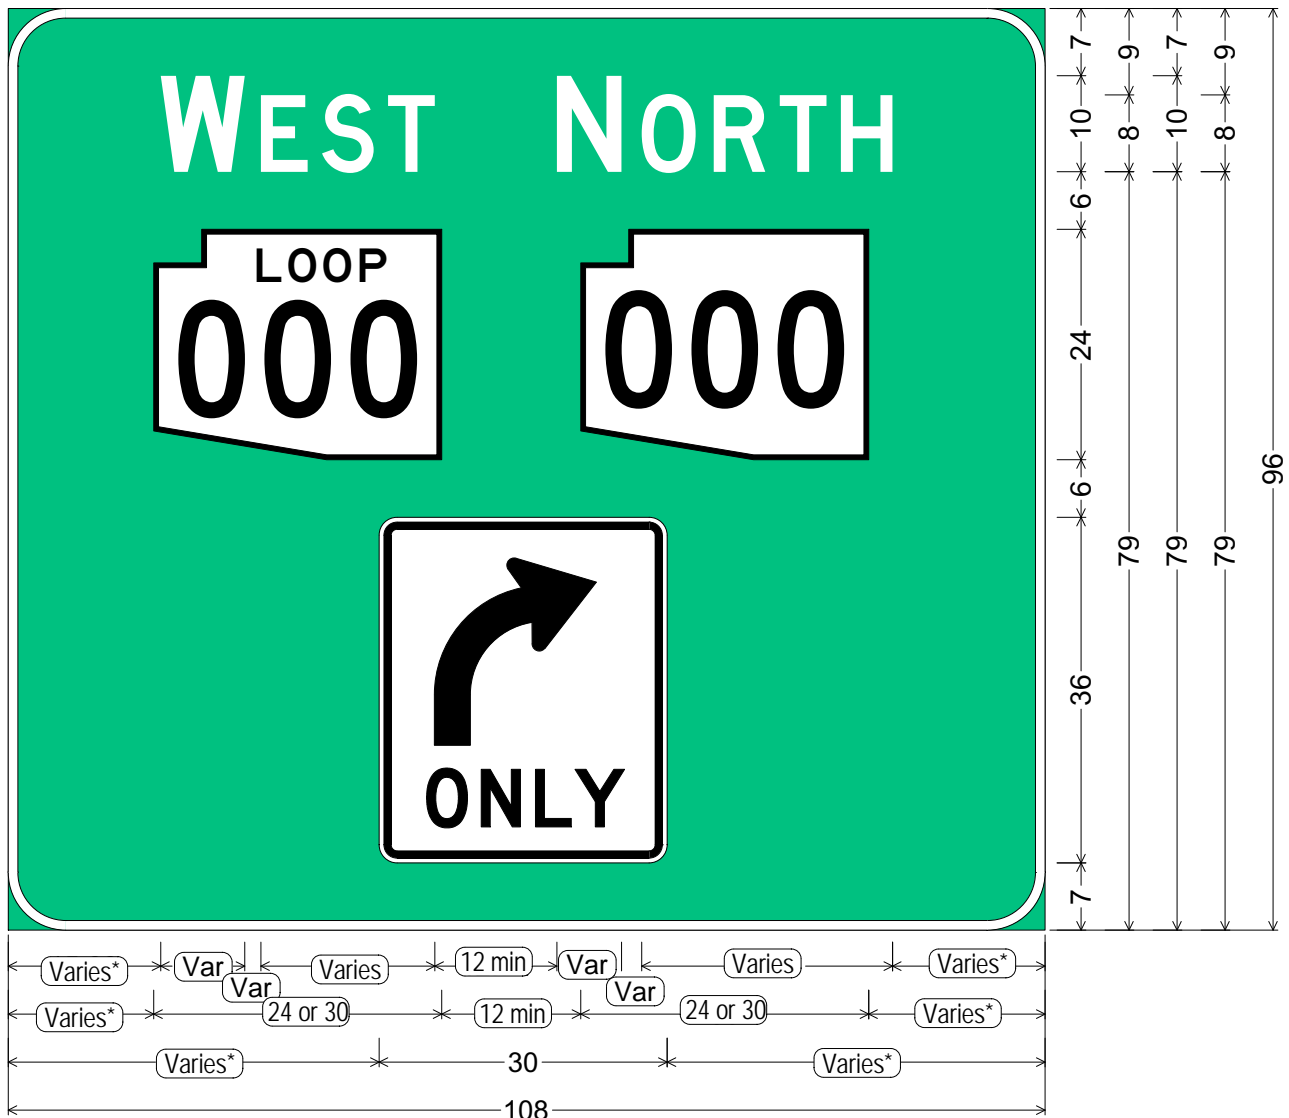 WEST NORTH
LOOP
000 000
ONLY
7 9 7 9
10 8 10 8
6
24
6
79 79 79
36
7
96
Varies* Var Var Varies 12 min Var Var Varies Varies*
Varies* 24 or 30 12 min 24 or 30 Varies*
Varies* 30 Varies*
108